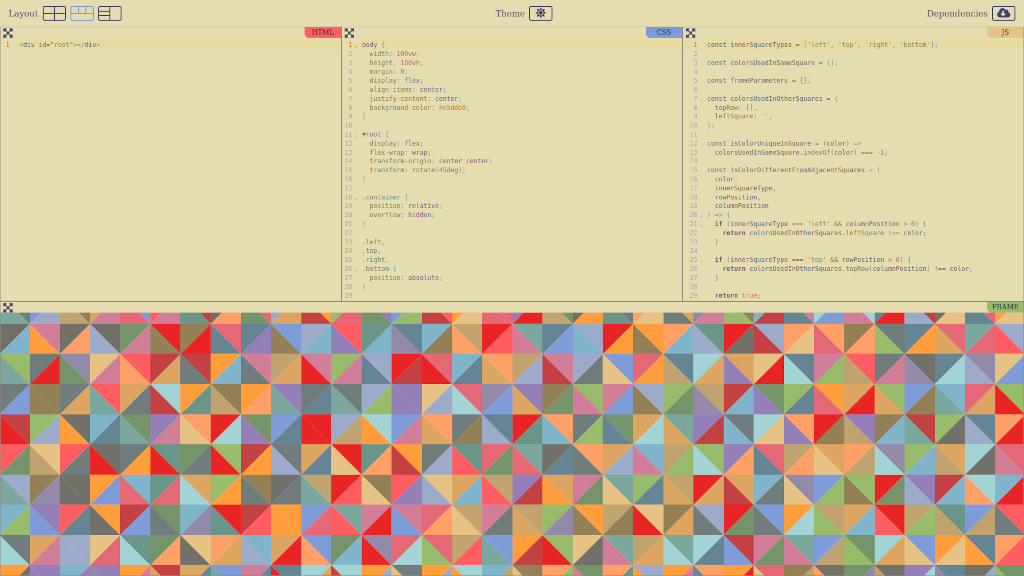 Layout
Theme
Dependencies
HTML
1 <div id="root"></div>
CSS
1 body {
2 width: 100vw;
3 height: 100vh;
4 margin: 0;
5 display: flex;
6 align-items: center;
7 justify-content: center;
8 background-color: #e5ddb0;
9 }
10
11 #root {
12 display: flex;
13 flex-wrap: wrap;
14 transform-origin: center center;
15 transform: rotate(45deg);
16 }
17
18 .container {
19 position: relative;
20 overflow: hidden;
21 }
22
23 .left,
24 .top,
25 .right,
26 .bottom {
27 position: absolute;
28 }
29
JS
1 const innerSquareTypes = ['left', 'top', 'right', 'bottom'];
2
3 const colorsUsedInSameSquare = [];
4
5 const frameParameters = {};
6
7 const colorsUsedInOtherSquares = {
8 topRow: [],
9 leftSquare: '',
10 };
11
12 const isColorUniqueInSquare = (color) =>
13 colorsUsedInSameSquare.indexOf(color) === -1;
14
15 const isColorDifferentFromAdjacentSquares = (
16 color,
17 innerSquareType,
18 rowPosition,
19 columnPosition
20 ) => {
21 if (innerSquareType === 'left' && columnPosition > 0) {
22 return colorsUsedInOtherSquares.leftSquare !== color;
23 }
24
25 if (innerSquareType === 'top' && rowPosition > 0) {
26 return colorsUsedInOtherSquares.topRow[columnPosition] !== color;
27 }
28
29 return true;
FRAME